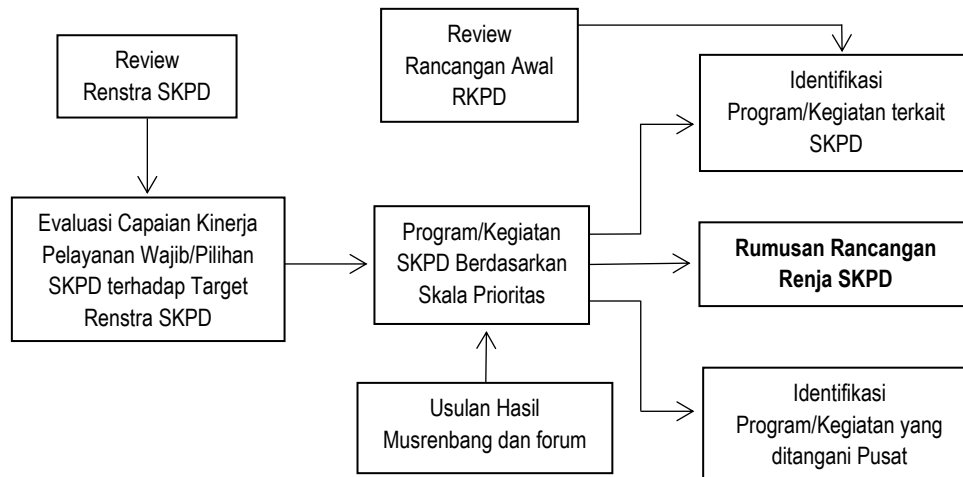 Review
Renstra SKPD
Review
Rancangan Awal
RKPD
Identifikasi
Program/Kegiatan terkait
SKPD
Evaluasi Capaian Kinerja
Pelayanan Wajib/Pilihan
SKPD terhadap Target
Renstra SKPD
Program/Kegiatan
SKPD Berdasarkan
Skala Prioritas
Rumusan Rancangan
Renja SKPD
Usulan Hasil
Musrenbang dan forum
Identifikasi
Program/Kegiatan yang
ditangani Pusat